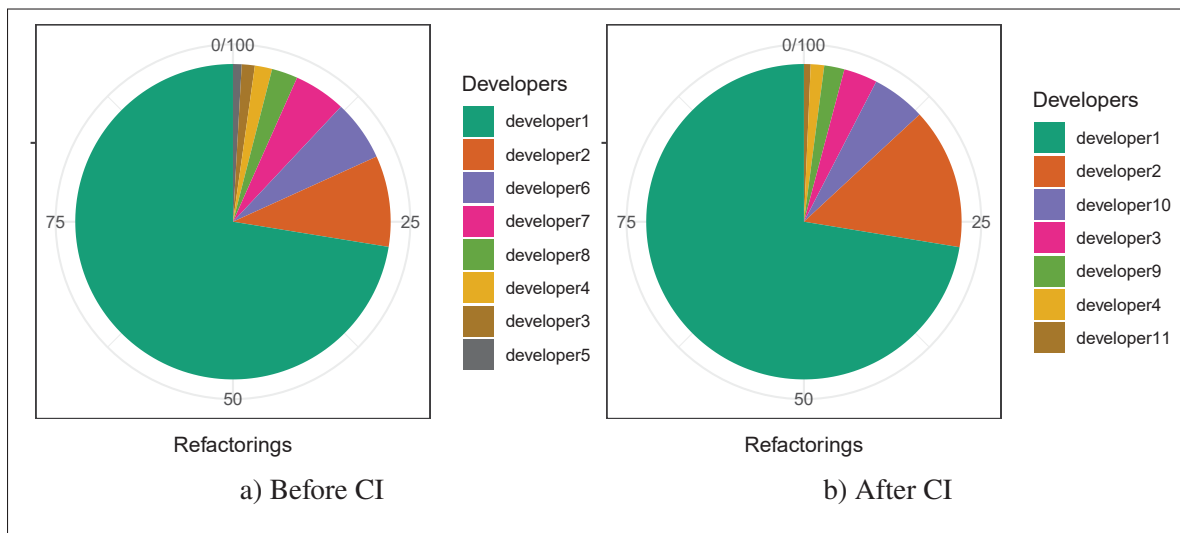 0/100
25
50
75
Refactorings
Developers
developer1
developer2
developer6
developer7
developer8
developer4
developer3
developer5
a) Before CI
0/100
25
50
75
Refactorings
Developers
developer1
developer2
developer10
developer3
developer9
developer4
developer11
b) After CI